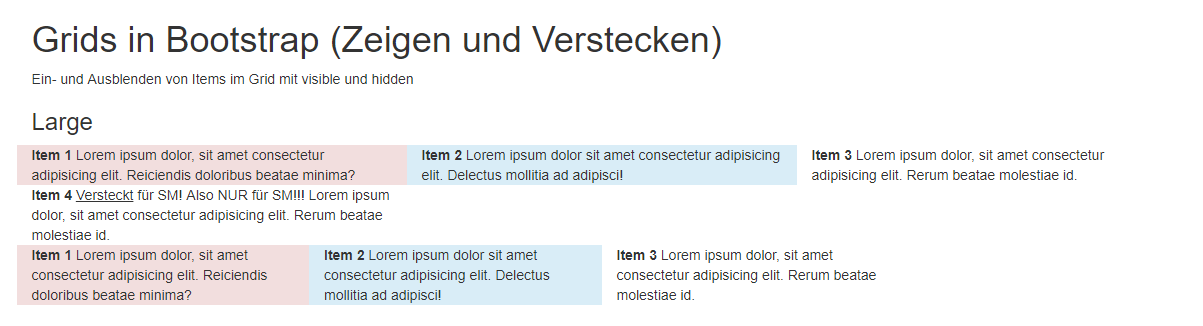 Grids in Bootstrap (Zeigen und Verstecken)
Ein- und Ausblenden von Items im Grid mit visible und hidden
Large
Item 1 Lorem ipsum dolor, sit amet consectetur
adipisicing elit. Reiciendis doloribus beatae minima?
Item 2 Lorem ipsum dolor sit amet consectetur adipisicing
elit. Delectus mollitia ad adipisci!
Item 3 Lorem ipsum dolor, sit amet consectetur
adipisicing elit. Rerum beatae molestiae id.
Item 4 Versteckt für SM! Also NUR für SM!!! Lorem ipsum
dolor, sit amet consectetur adipisicing elit. Rerum beatae
molestiae id.
Item 1 Lorem ipsum dolor, sit amet
consectetur adipisicing elit. Reiciendis
doloribus beatae minima?
Item 2 Lorem ipsum dolor sit amet
consectetur adipisicing elit. Delectus
mollitia ad adipisci!
Item 3 Lorem ipsum dolor, sit amet
consectetur adipisicing elit. Rerum beatae
molestiae id.